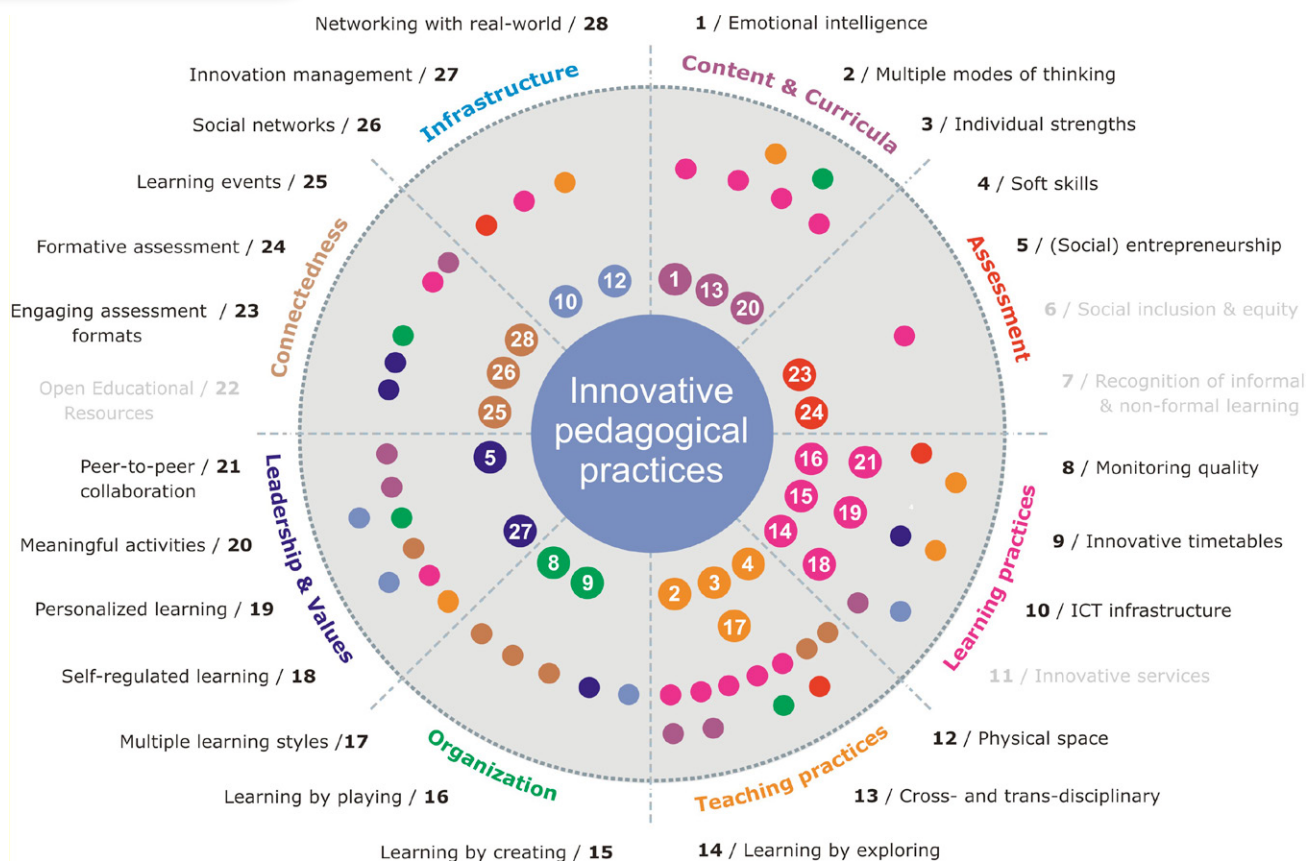 Networking with real-world / 28
1 / Emotional intelligence
Innovation management / 27
2 / Multiple modes of thinking
Social networks / 26
3 / Individual strengths
Learning events / 25
4 / Soft skills
Formative assessment / 24
5 / (Social) entrepreneurship
Engaging assessment / 23
formats
6 / Social inclusion & equity
Open Educational / 22
Resources
7 / Recognition of informal
& non-formal learning
Peer-to-peer / 21
collaboration
8 / Monitoring quality
Meaningful activities / 20
9 / Innovative timetables
Personalized learning / 19
10 / ICT infrastructure
Self-regulated learning / 18
11 / Innovative services
Multiple learning styles /17
12 / Physical space
Learning by playing / 16
13 / Cross- and trans-disciplinary
Learning by creating / 15
14 / Learning by exploring
Infrastructure
Content & Curricula
Assessment
Learning practices
Teaching practices
Organization
Leadership & Values
Connectedness
Innovative
pedagogical
practices
10
12
1
13
20
23
24
16
21
15
19
14
18
4
3
2
17
9
8
27
5
25
26
28